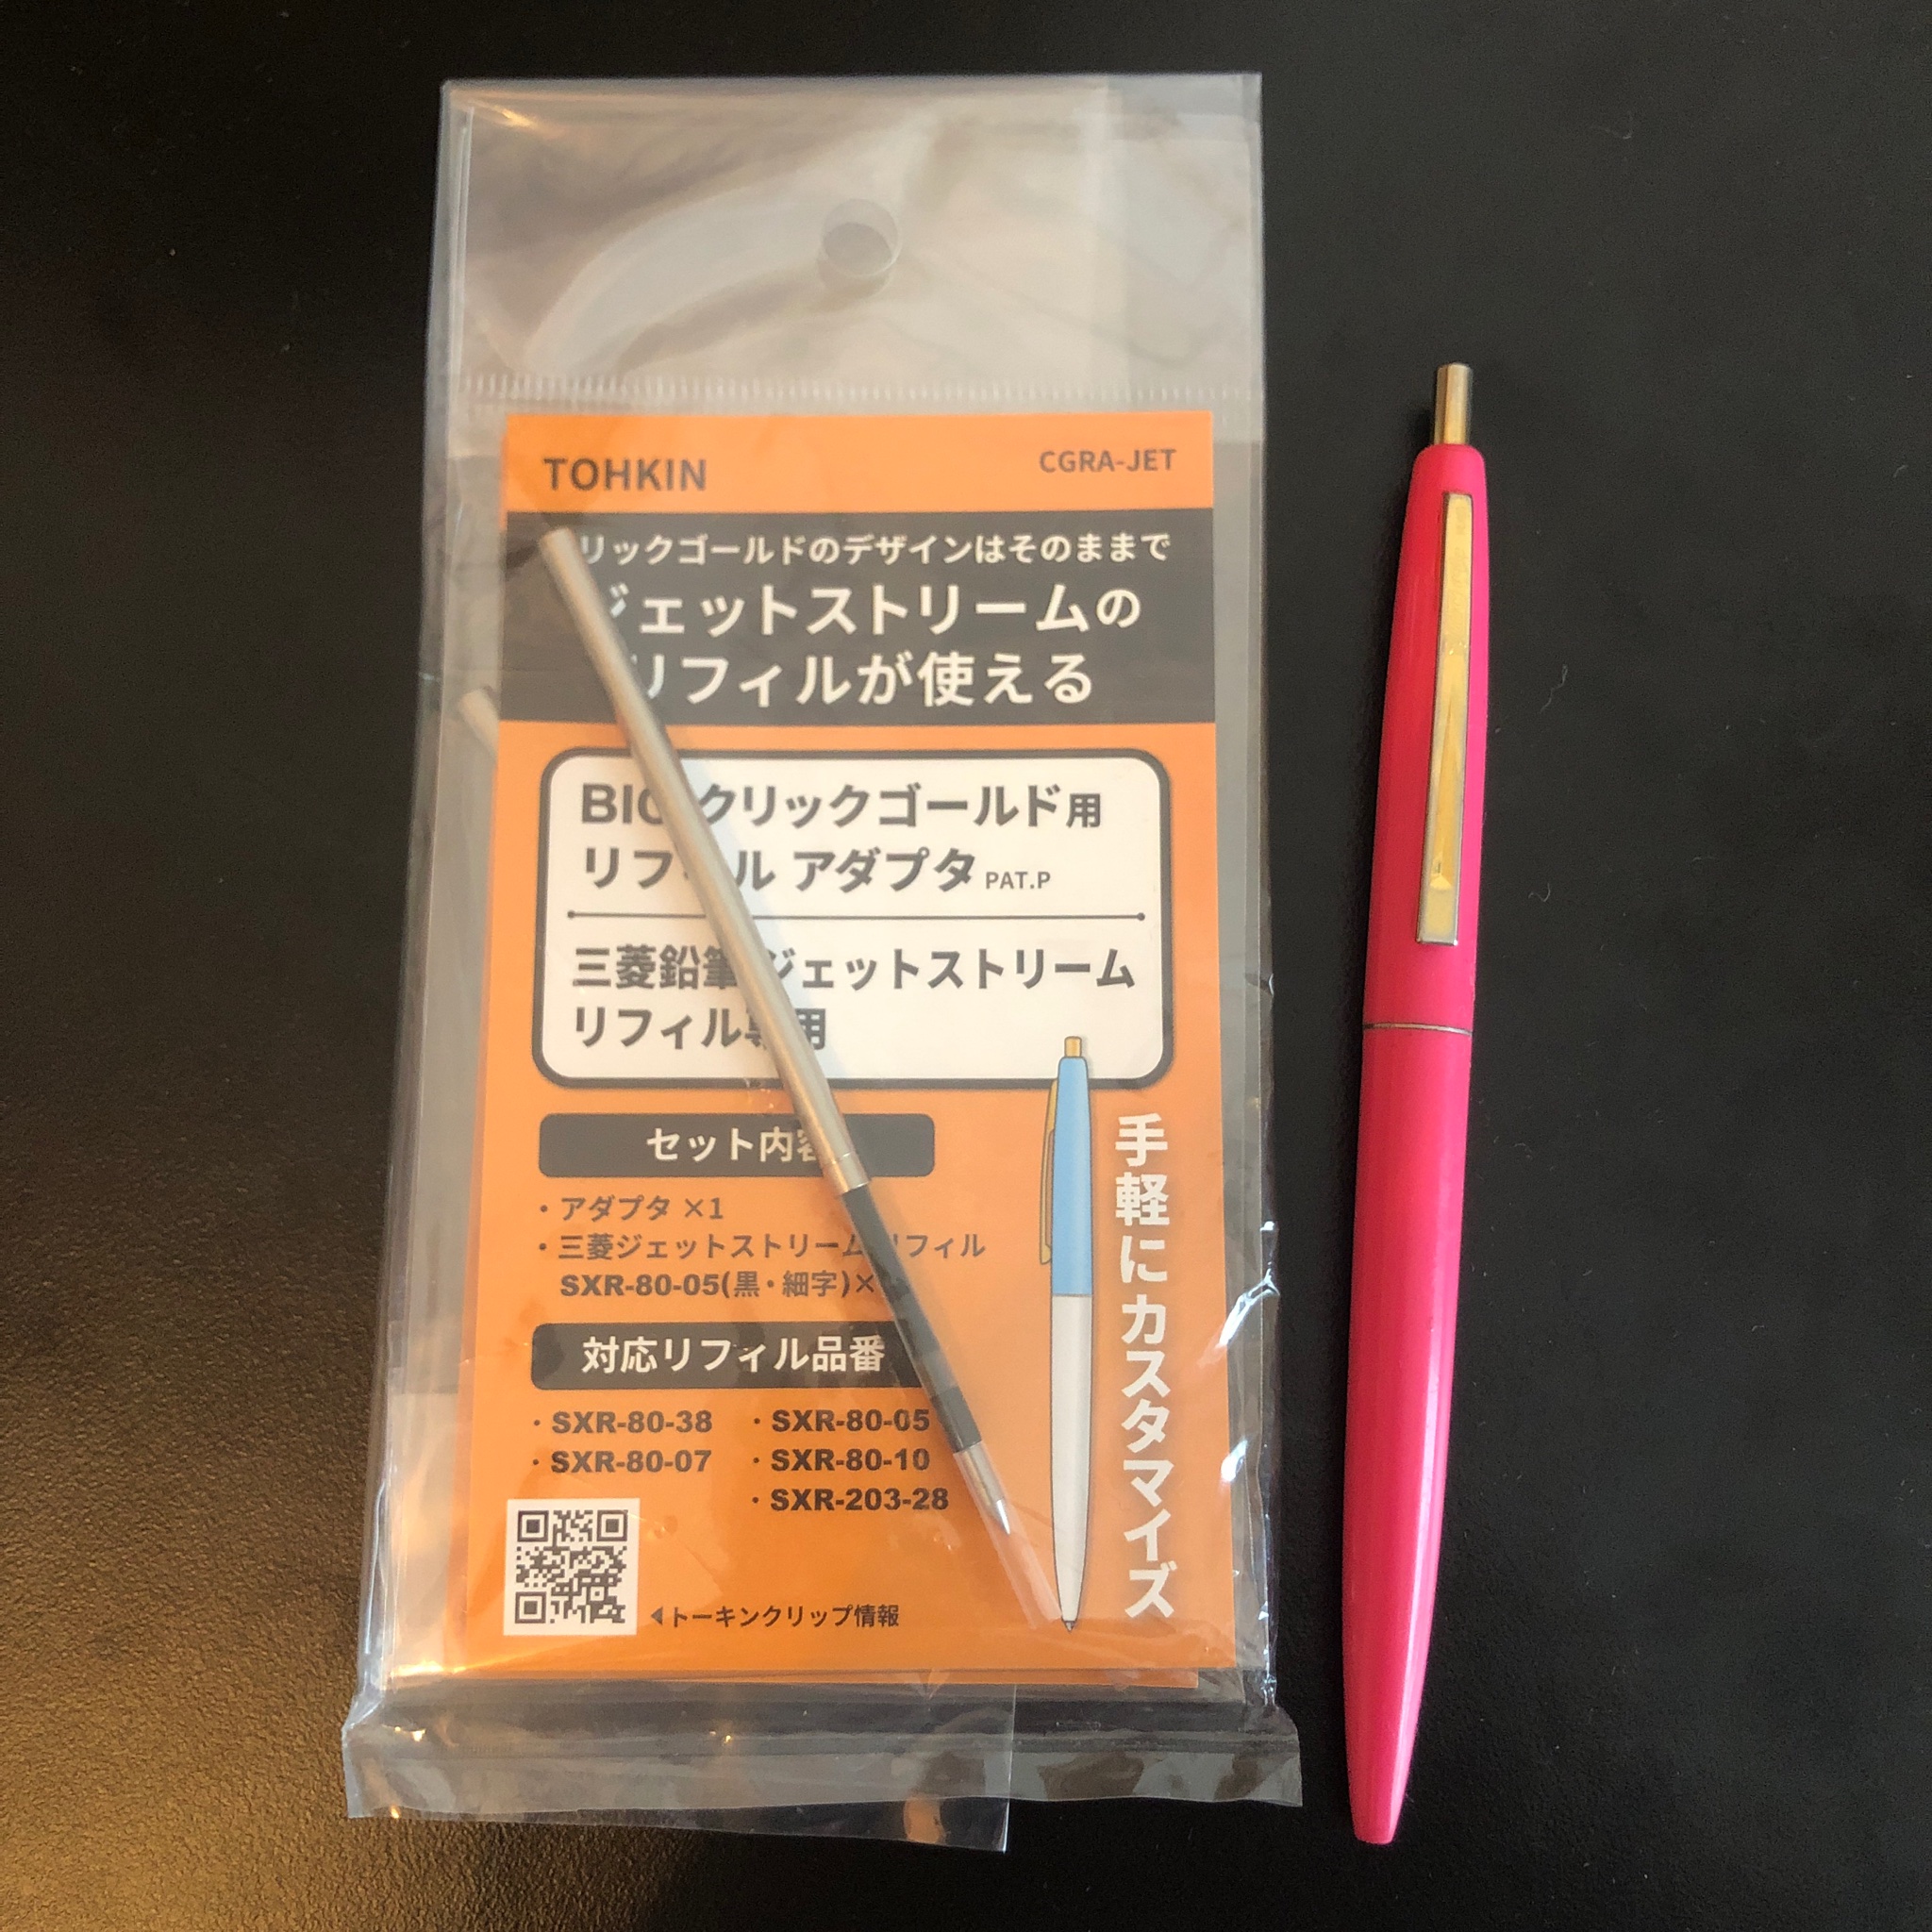 TOHKIN
CGRA-JET
リックゴールドのデザインはそのままで
ジェットストリームの
リフィルが使える
BIC クリックゴールド用
リフィル アダプタ PAT.P
三菱鉛筆 ジェットストリーム
リフィル専用
セット内容
・アダプタ ×1
・三菱ジェットストリーム リフィル
SXR-80-05(黒・細字)×
対応リフィル品番
・SXR-80-38 ・SXR-80-05
・SXR-80-07 ・SXR-80-10
・SXR-203-28
手軽にカスタマイズ
◀トーキンクリップ情報